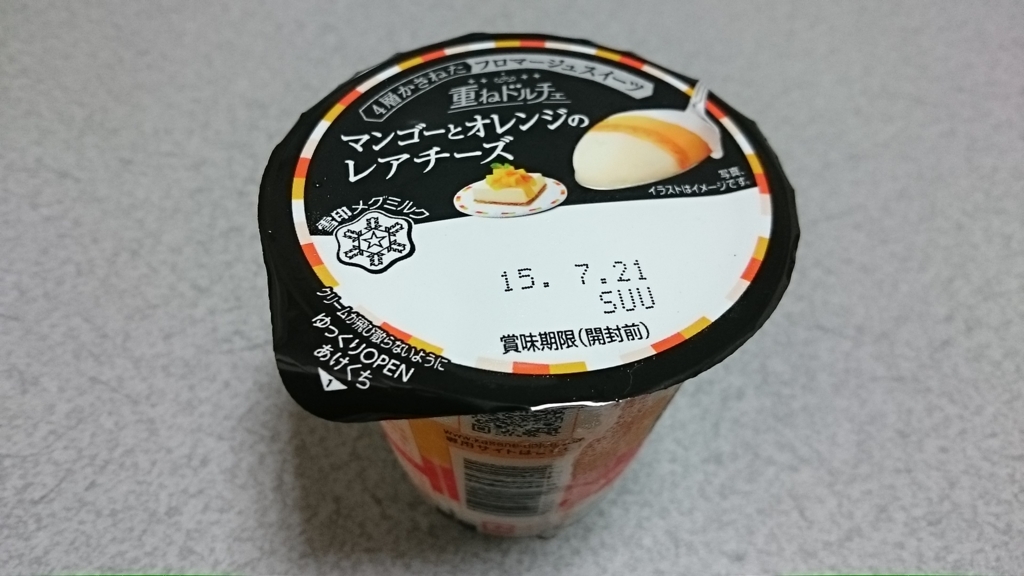 4層かさねた フロマージュスイーツ
重ねドルチェ
マンゴーとオレンジの
レアチーズ
写真、
イラストはイメージです。
雪印メグミルク
15. 7.21
SUU
賞味期限(開封前)
クリームが飛び散らないように
ゆっくりOPEN
あけくち
1